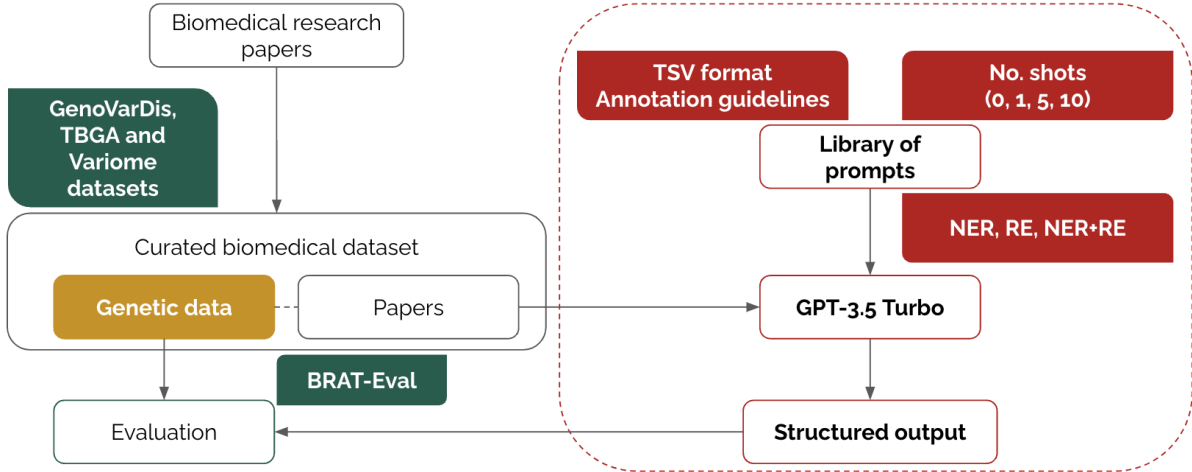 Biomedical research
papers
GenoVarDis,
TBGA and
Variome
datasets
Curated biomedical dataset
Genetic data
Papers
BRAT-Eval
Evaluation
TSV format
Annotation guidelines
No. shots
(0, 1, 5, 10)
Library of
prompts
NER, RE, NER+RE
GPT-3.5 Turbo
Structured output